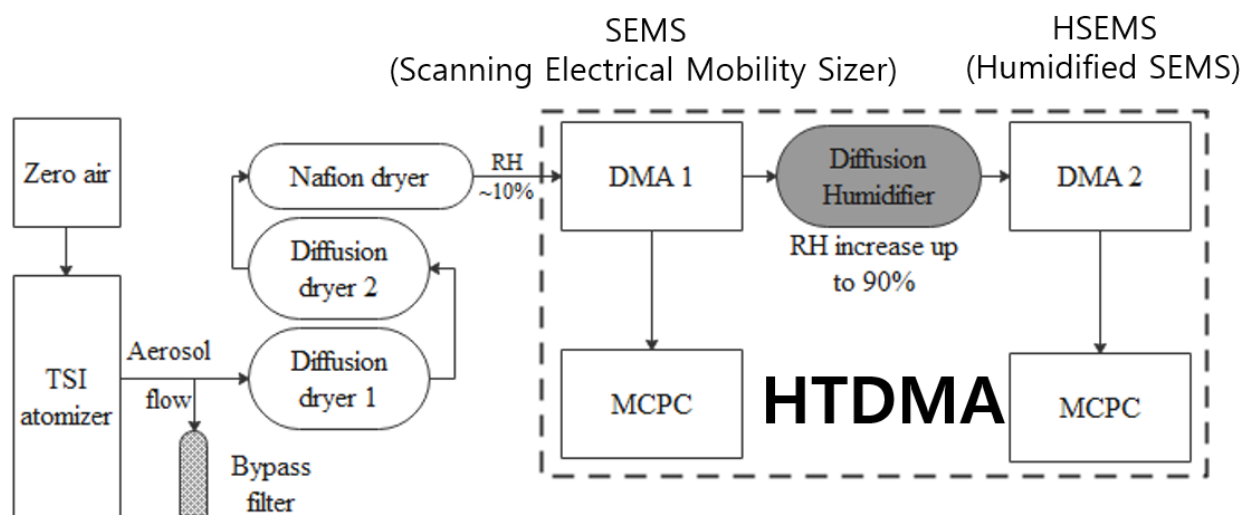 SEMS
(Scanning Electrical Mobility Sizer)
HSEMS
(Humidified SEMS)
Zero air
Nafion dryer
RH
~10%
DMA 1
Diffusion
Humidifier
DMA 2
RH increase up
to 90%
Diffusion
dryer 2
TSI
atomizer
Aerosol
flow
Diffusion
dryer 1
MCPC
HTDMA
MCPC
Bypass
filter